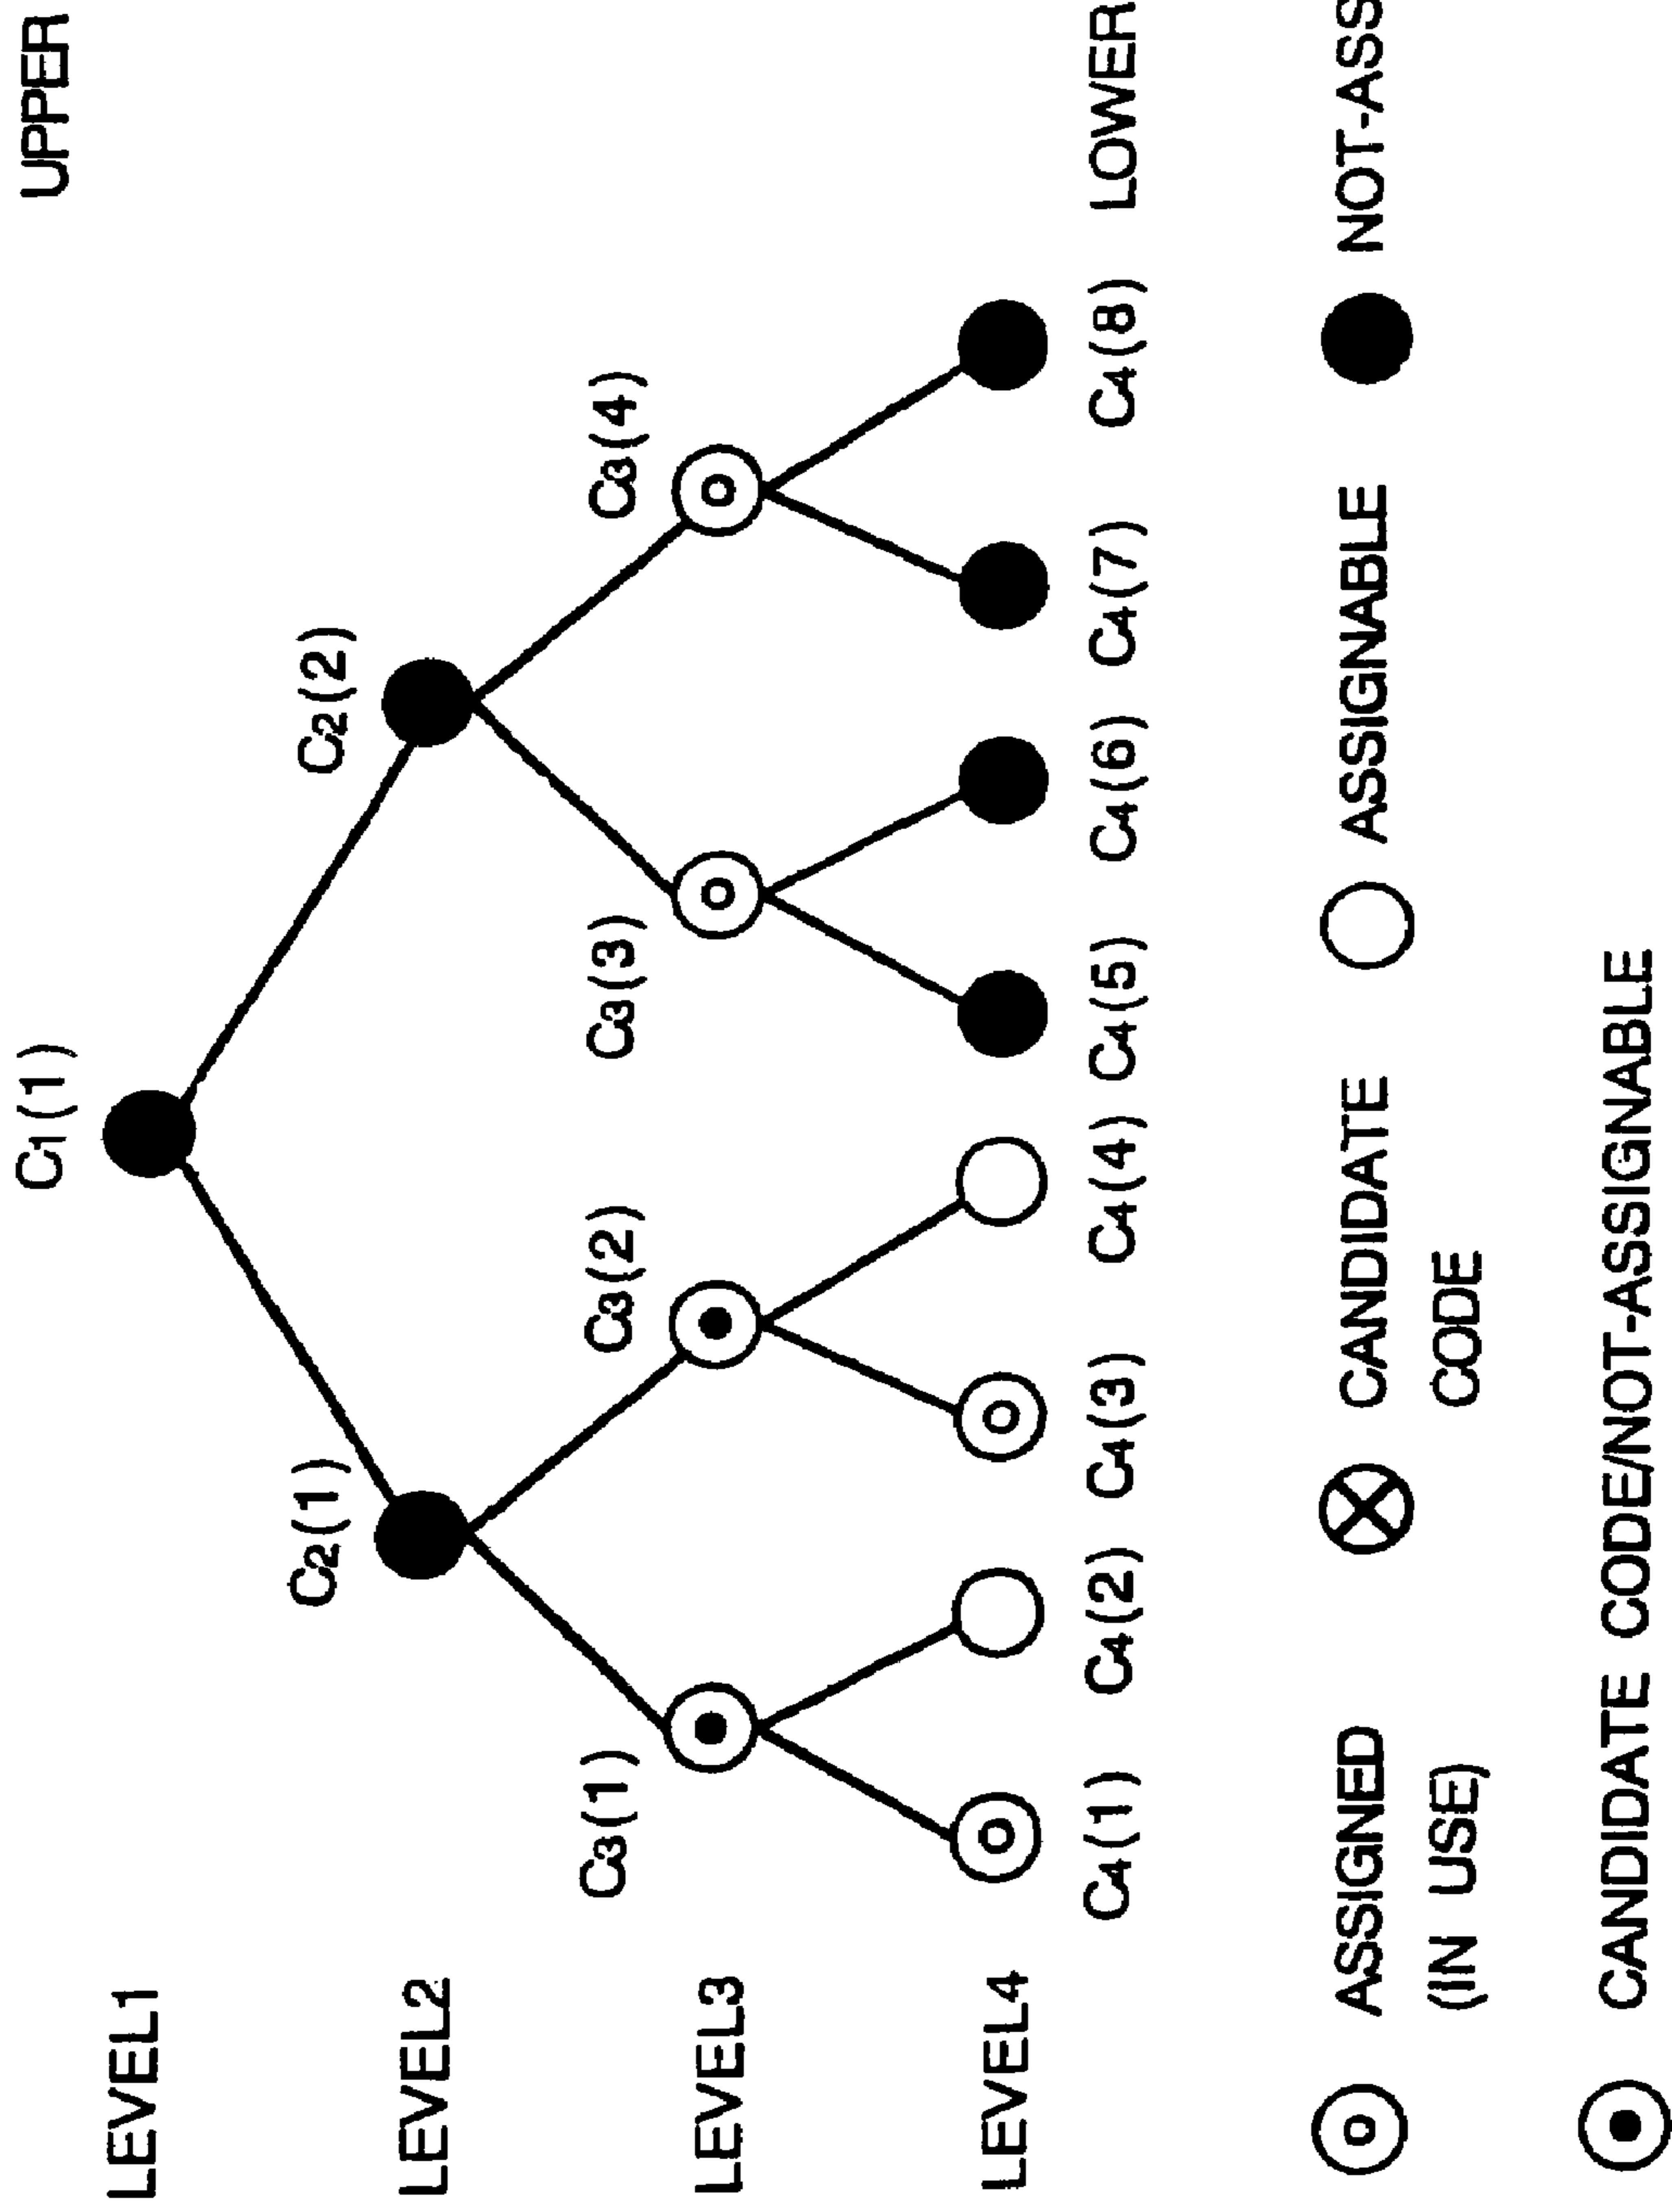 C1(1) UPPER
LEVEL1
C2(1) C2(2)
LEVEL2
C3(1) C3(2) C3(3) C3(4)
LEVEL3
LEVEL4
C4(1) C4(2) C4(3) C4(4) C4(5) C4(6) C4(7) C4(8) LOWER
ASSIGNED CANDIDATE ASSIGNABLE NOT-ASS
(IN USE) CODE
CANDIDATE CODE/NOT-ASSIGNABLE